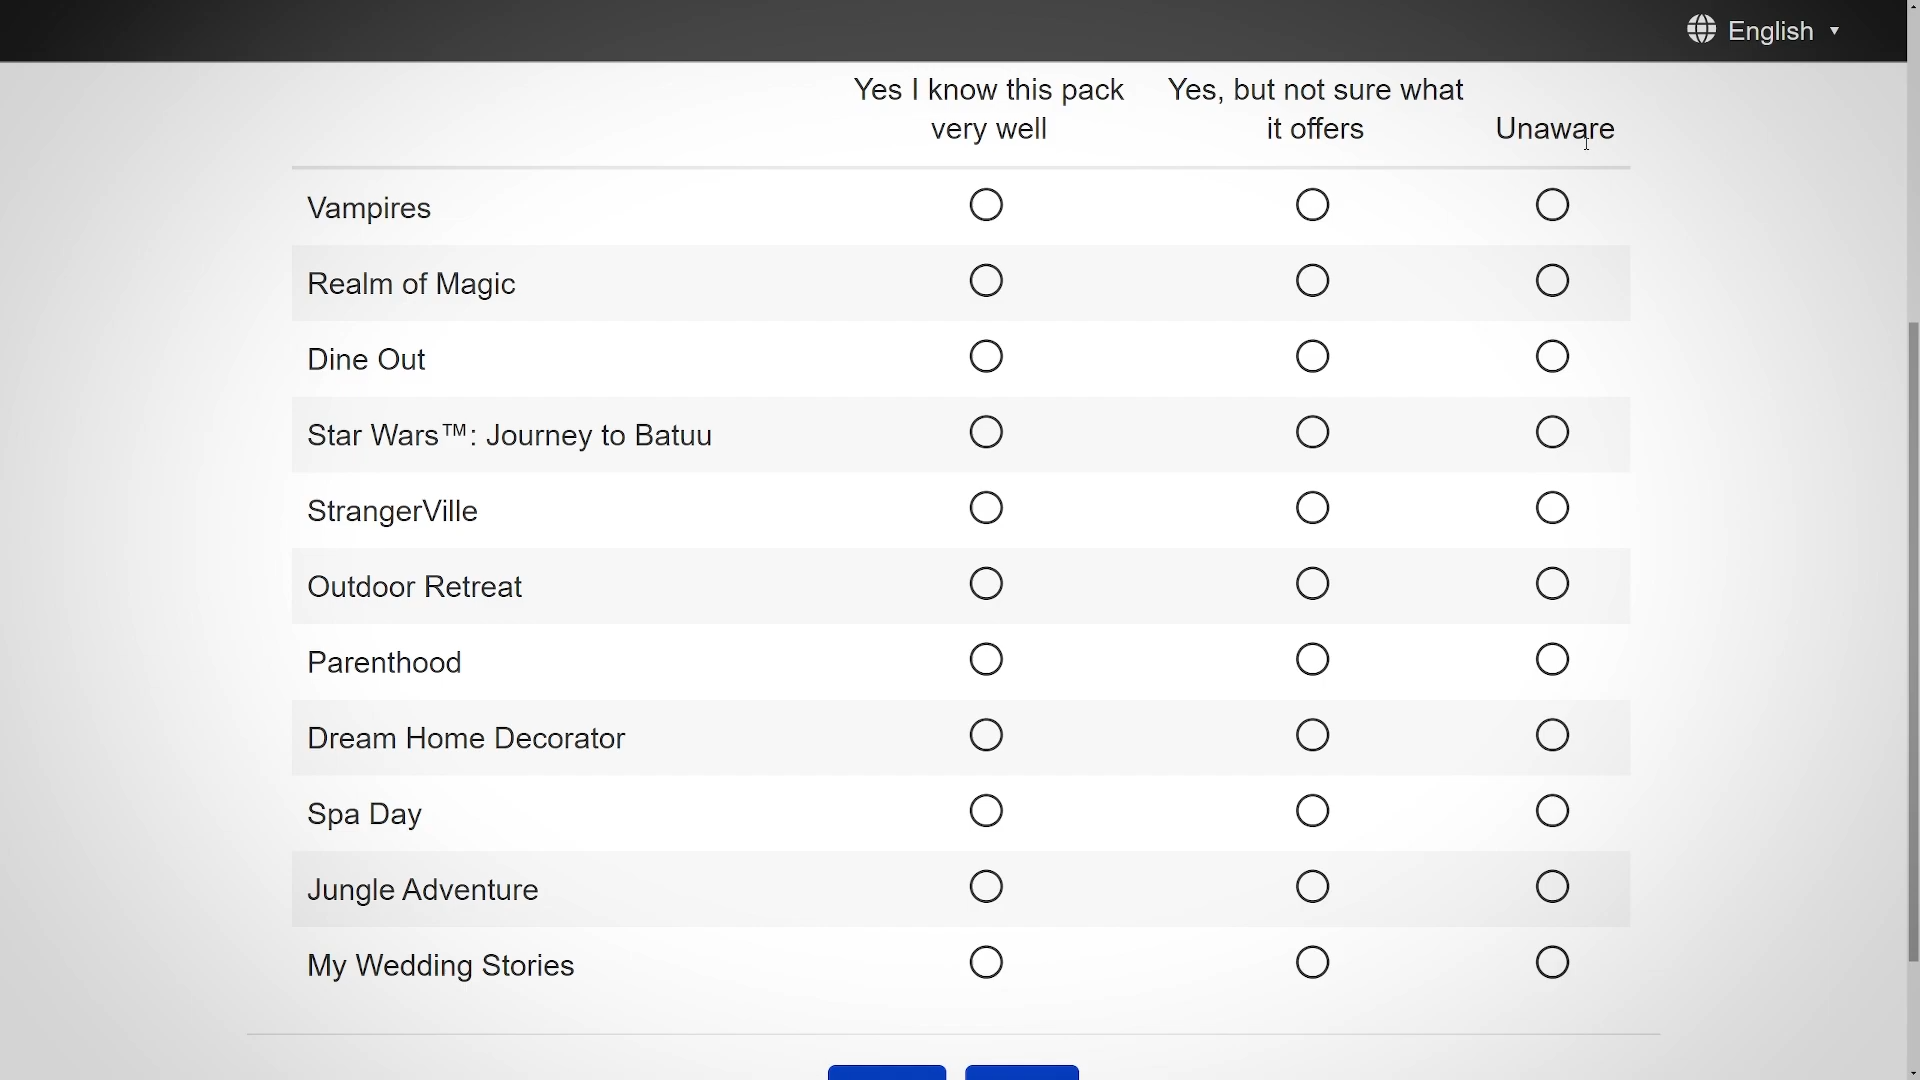 English
Yes I know this pack
very well
Yes, but not sure what
it offers
Unaware
Vampires
Realm of Magic
Dine Out
Star Wars™: Journey to Batuu
StrangerVille
Outdoor Retreat
Parenthood
Dream Home Decorator
Spa Day
Jungle Adventure
My Wedding Stories